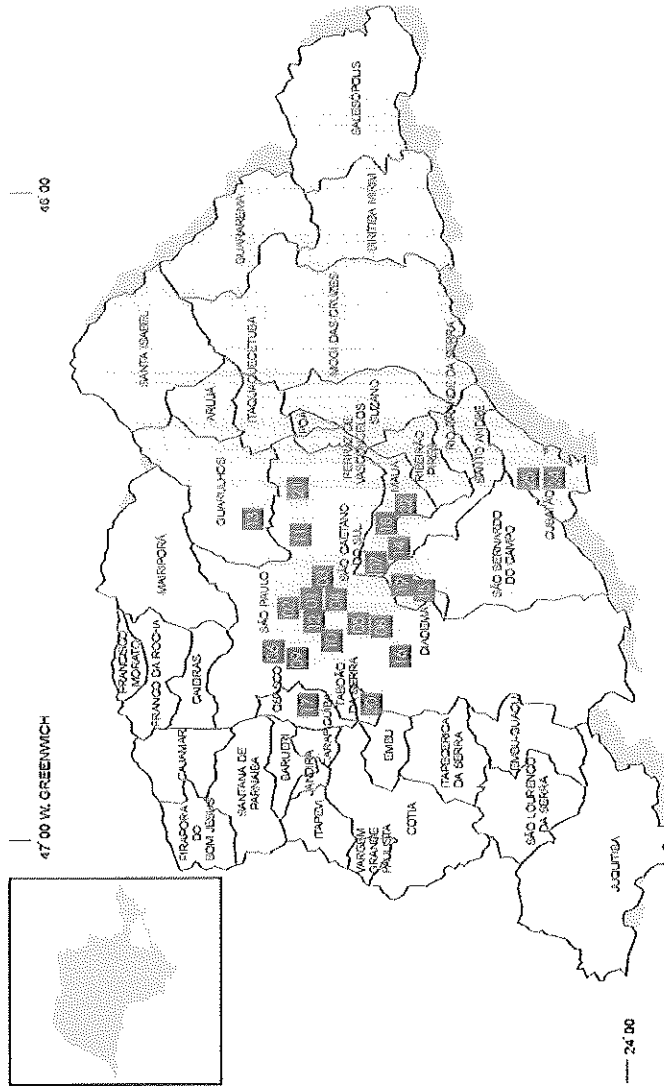 47°00 W. GREENWICH
46°00
24°00
FRANCISCO
MORATO
FRANCO DA ROCHA
CAIEIRAS
MAIRIPORÃ
CAJAMAR
PIRAPORA
DO
BOM JESUS
SANTANA DE
PARNAÍBA
BARUERI
JANDIRA
ITAPEVI
OSASCO
SÃO PAULO
GUARULHOS
ARUJÁ
SANTA ISABEL
ITAQUAQUECETUBA
POÁ
GUARAREMA
MOGI DAS CRUZES
SALESÓPOLIS
BIRITIBA MIRIM
SUZANO
FERRAZ DE
VASCONCELOS
MAUÁ
RIBEIRÃO
PIRES
RIO GRANDE DA SERRA
SANTO ANDRÉ
SÃO CAETANO
DO SUL
DIADEMA
SÃO BERNARDO
DO CAMPO
CUBATÃO
TABOÃO
DA SERRA
EMBU
VARGEM
GRANDE
PAULISTA
COTIA
ITAPECERICA
DA SERRA
EMBU-GUAÇU
SÃO LOURENÇO
DA SERRA
JUQUITIBA